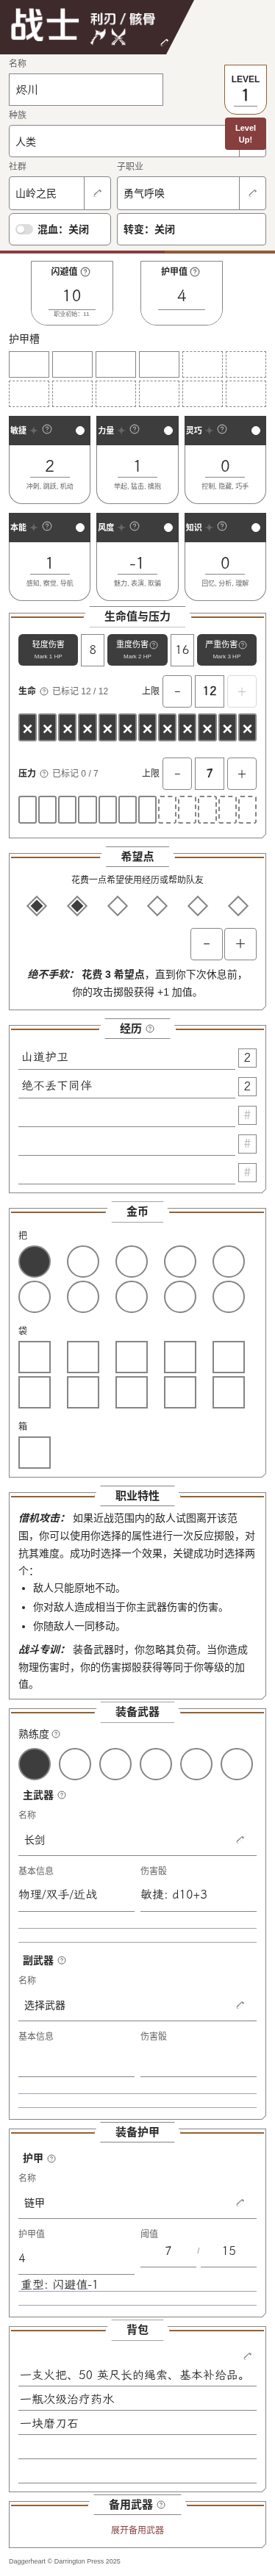 战士
利刃 / 骸骨
名称
烬川
LEVEL
1
Level Up!
种族
人类
社群
子职业
山岭之民
勇气呼唤
混血：关闭
转变：关闭
闪避值
10
职业初始：11
护甲值
4
护甲槽
敏捷
力量
灵巧
2
1
0
冲刺, 跳跃, 机动
举起, 猛击, 擒抱
控制, 隐藏, 巧手
本能
风度
知识
1
-1
0
感知, 察觉, 导航
魅力, 表演, 欺骗
回忆, 分析, 理解
生命值与压力
轻度伤害
Mark 1 HP
8
重度伤害
Mark 2 HP
16
严重伤害
Mark 3 HP
生命 已标记 12 / 12 上限 - 12 +
压力 已标记 0 / 7 上限 - 7 +
希望点
花费一点希望使用经历或帮助队友
- +
绝不手软： 花费 3 希望点，直到你下次休息前，
你的攻击掷骰获得 +1 加值。
经历
山道护卫 2
绝不丢下同伴 2
#
#
#
金币
把
袋
箱
职业特性
借机攻击： 如果近战范围内的敌人试图离开该范
围，你可以使用你选择的属性进行一次反应掷骰，对
抗其难度。成功时选择一个效果，关键成功时选择两
个：
• 敌人只能原地不动。
• 你对敌人造成相当于你主武器伤害的伤害。
• 你随敌人一同移动。
战斗专训： 装备武器时，你忽略其负荷。当你造成
物理伤害时，你的伤害掷骰获得等同于你等级的加
值。
装备武器
熟练度
主武器
名称
长剑
基本信息
伤害骰
物理/双手/近战
敏捷: d10+3
副武器
名称
选择武器
基本信息
伤害骰
装备护甲
护甲
名称
链甲
护甲值
阈值
4
7 / 15
重型: 闪避值-1
背包
一支火把、50 英尺长的绳索、基本补给品。
一瓶次级治疗药水
一块磨刀石
备用武器
展开备用武器
Daggerheart © Darrington Press 2025